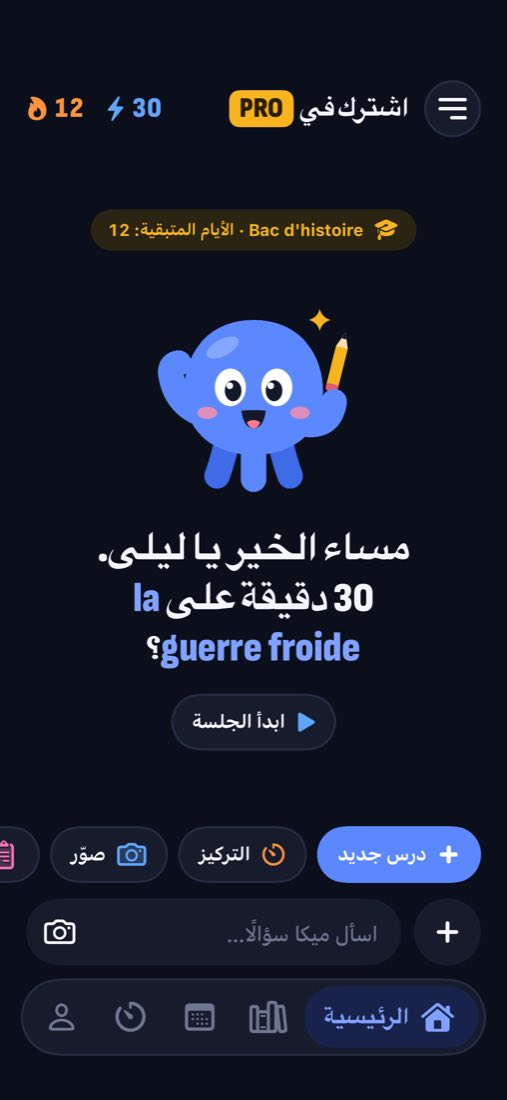 اشترك في PRO
30
12
Bac d'histoire · الأيام المتبقية: 12
مساء الخير يا ليلى.
30 دقيقة على la
guerre froide؟
ابدأ الجلسة
درس جديد
التركيز
صوّر
اسأل ميكا سؤالًا...
الرئيسية